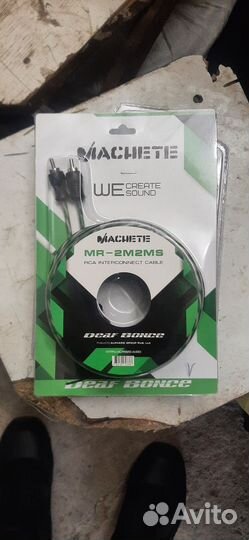 MACHETE
WE CREATE
SOUND
MACHETE
MR-2M2MS
RCA INTERCONNECT CABLE
Deaf Bonce
Deaf Bonce
Avito